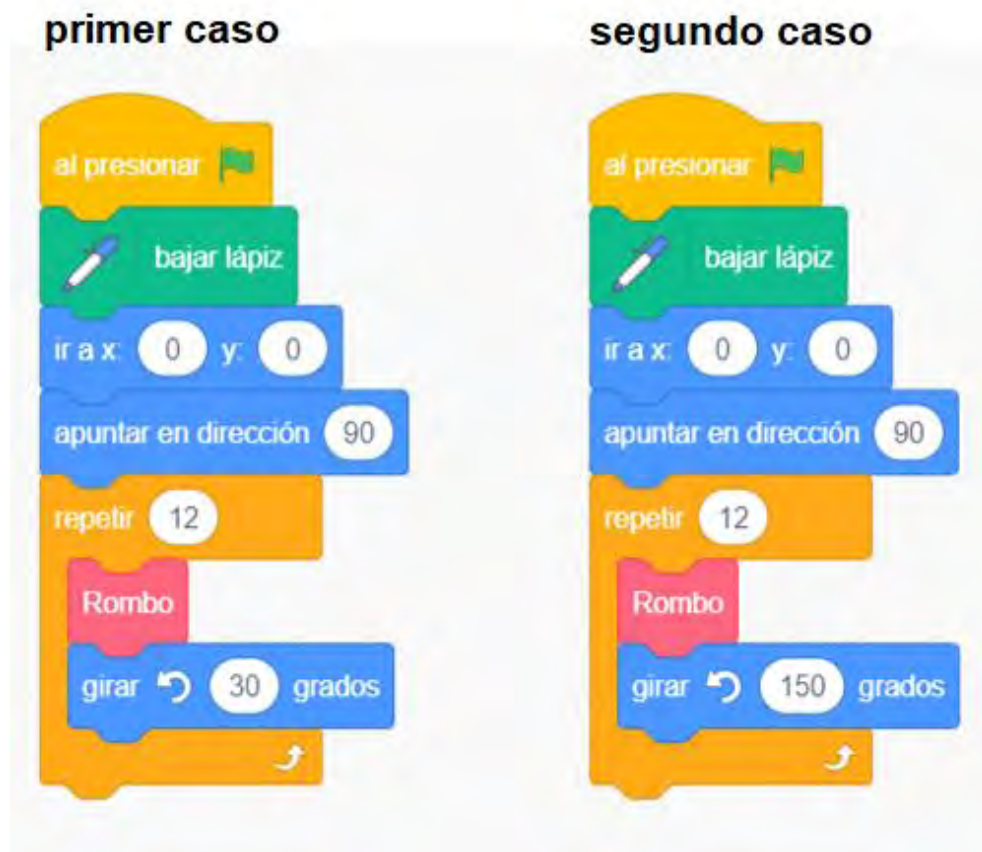 primer caso
al presionar
bajar lápiz
ir a x: 0 y: 0
apuntar en dirección 90
repetir 12
Rombo
girar 30 grados
segundo caso
al presionar
bajar lápiz
ir a x: 0 y: 0
apuntar en dirección 90
repetir 12
Rombo
girar 150 grados